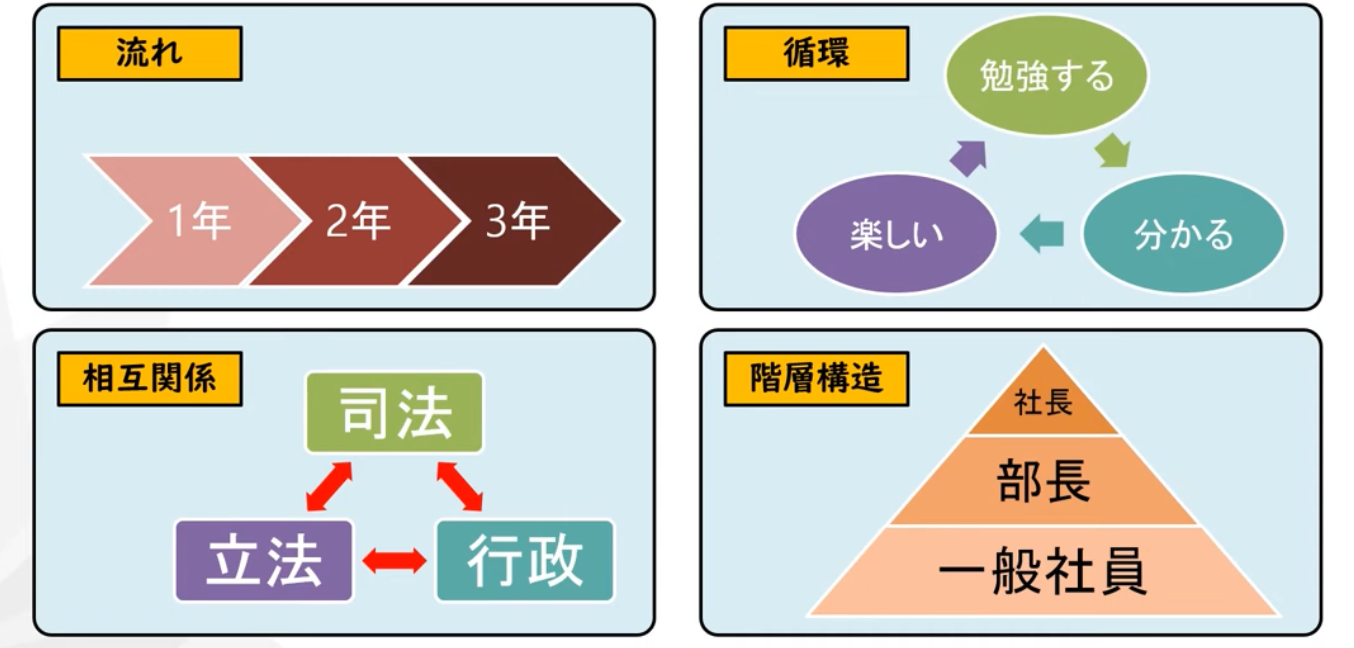 流れ
1年
2年
3年
循環
勉強する
楽しい
分かる
相互関係
司法
立法
行政
階層構造
社長
部長
一般社員